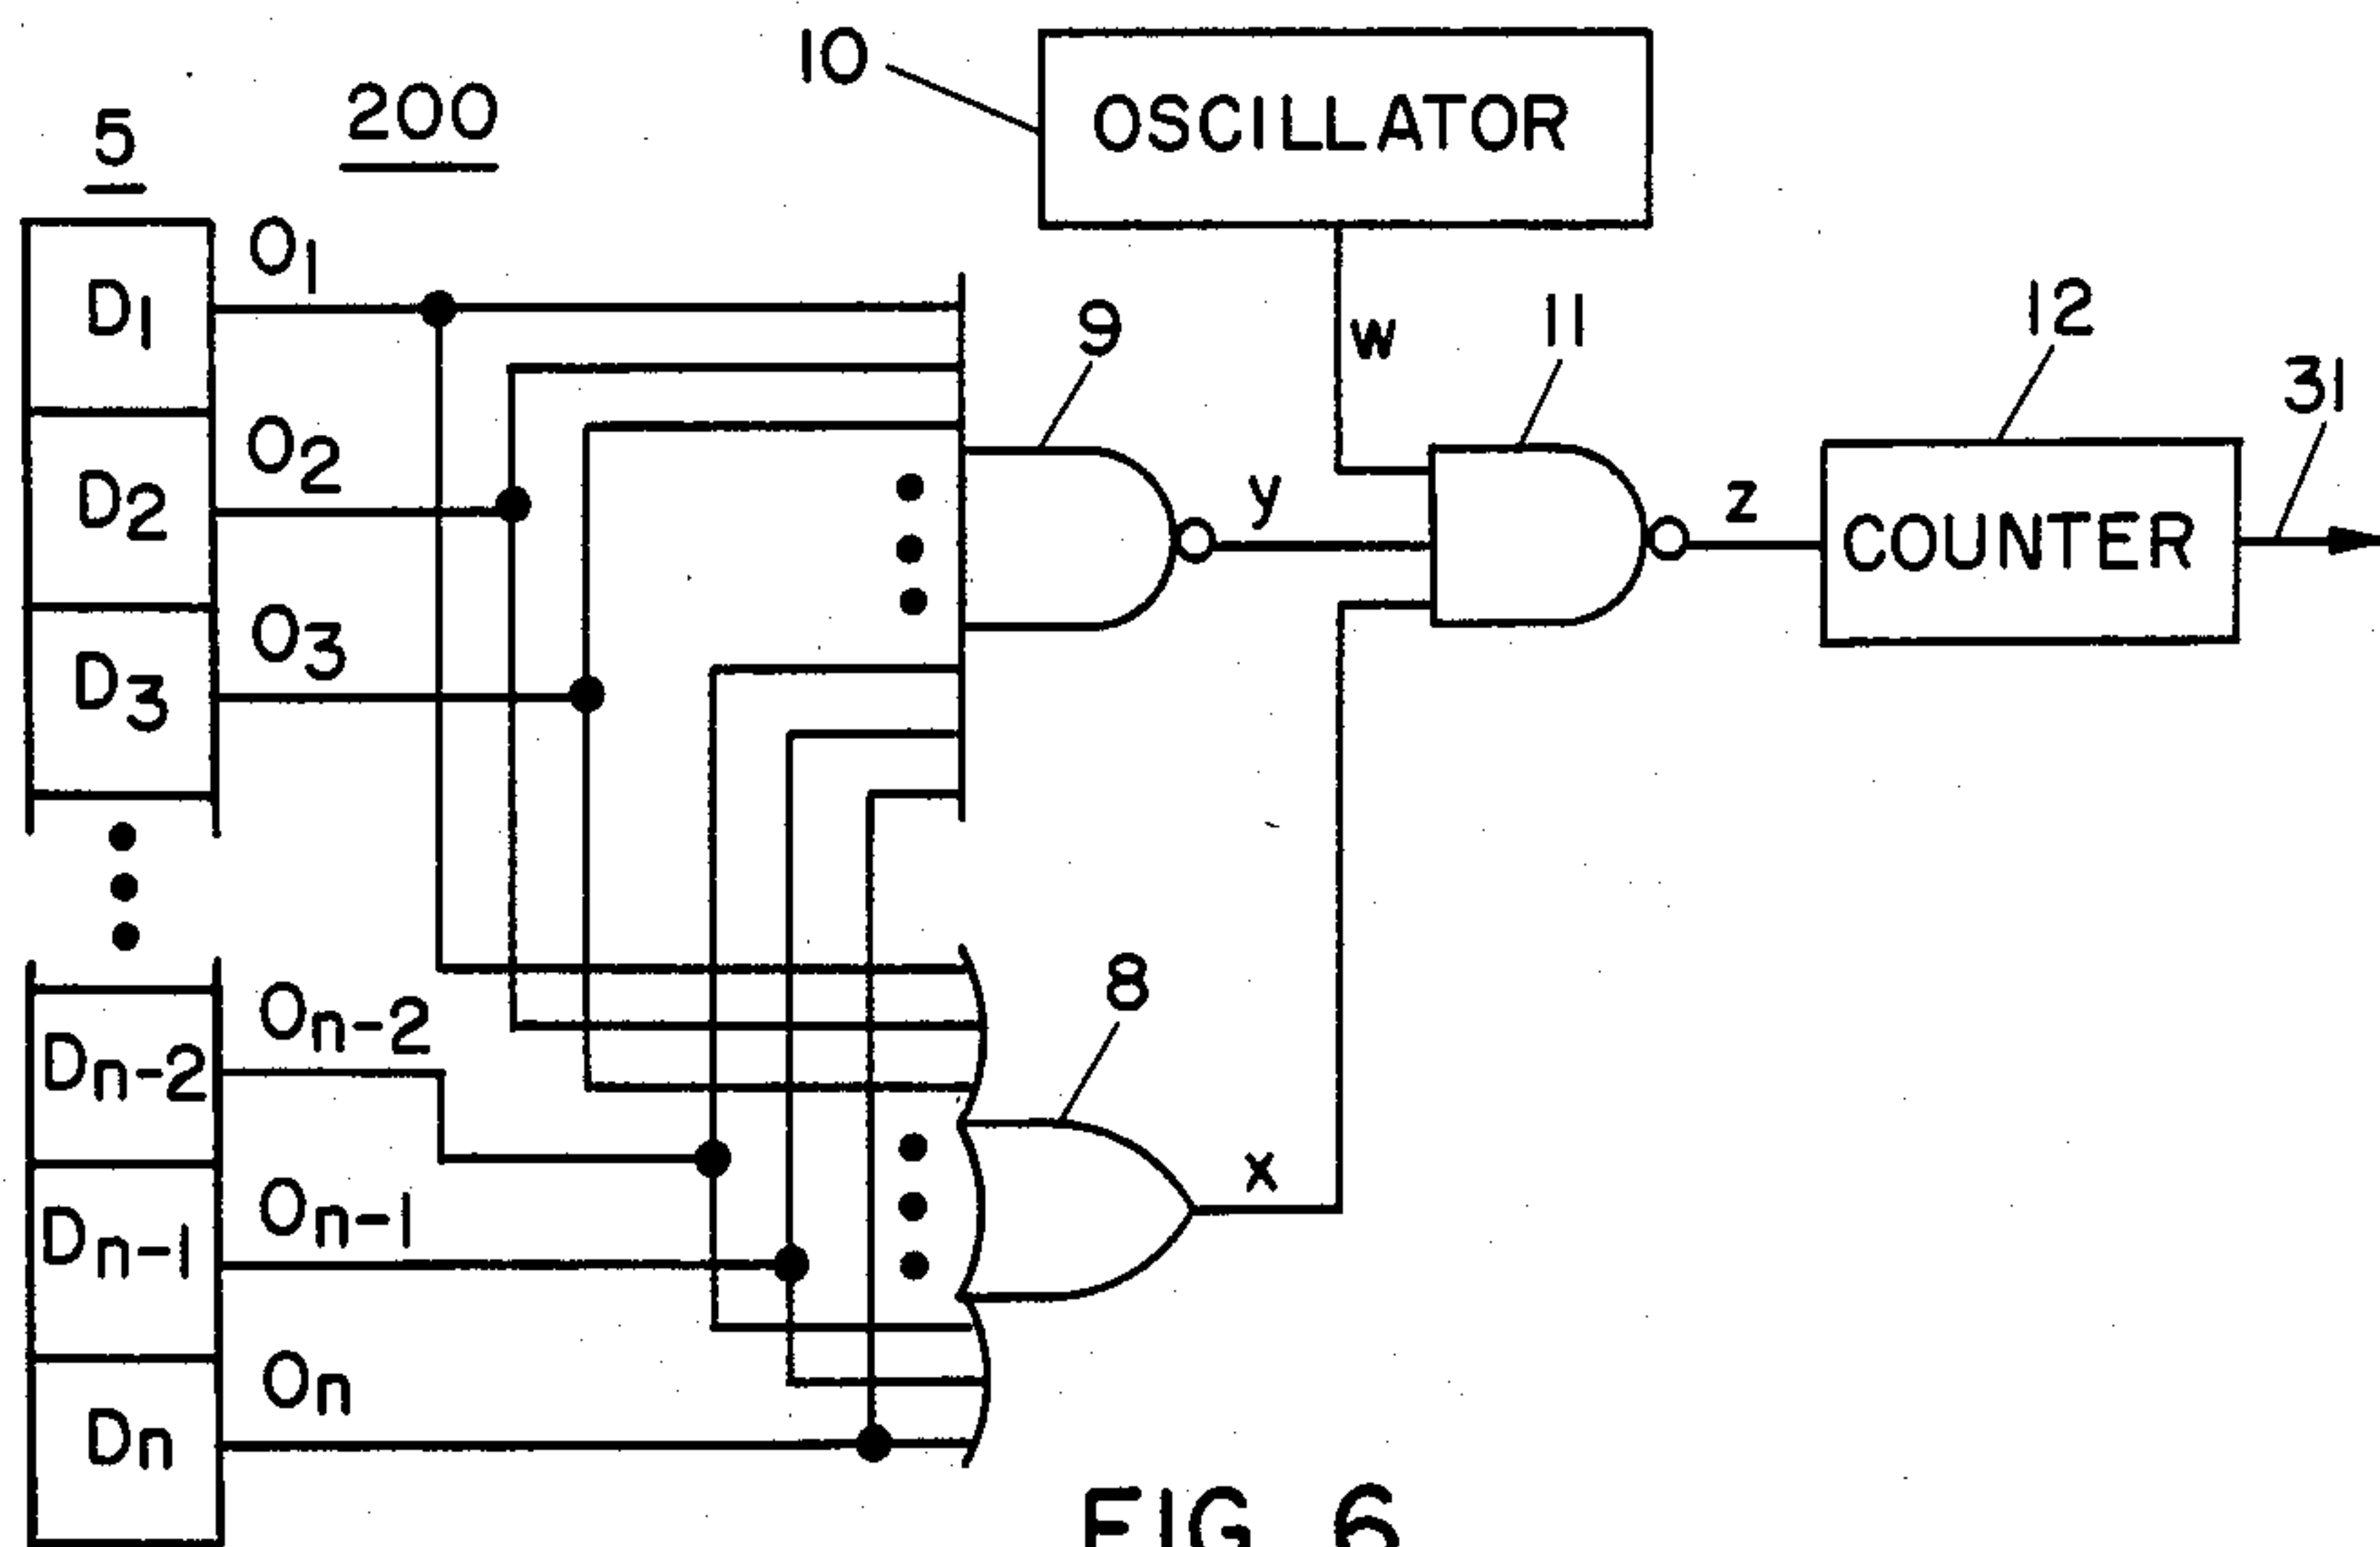 10
OSCILLATOR
5
200
O1
D1
9
w
11
12
31
O2
D2
y
z
COUNTER
O3
D3
8
On-2
Dn-2
x
On-1
Dn-1
On
Dn
FIG 6